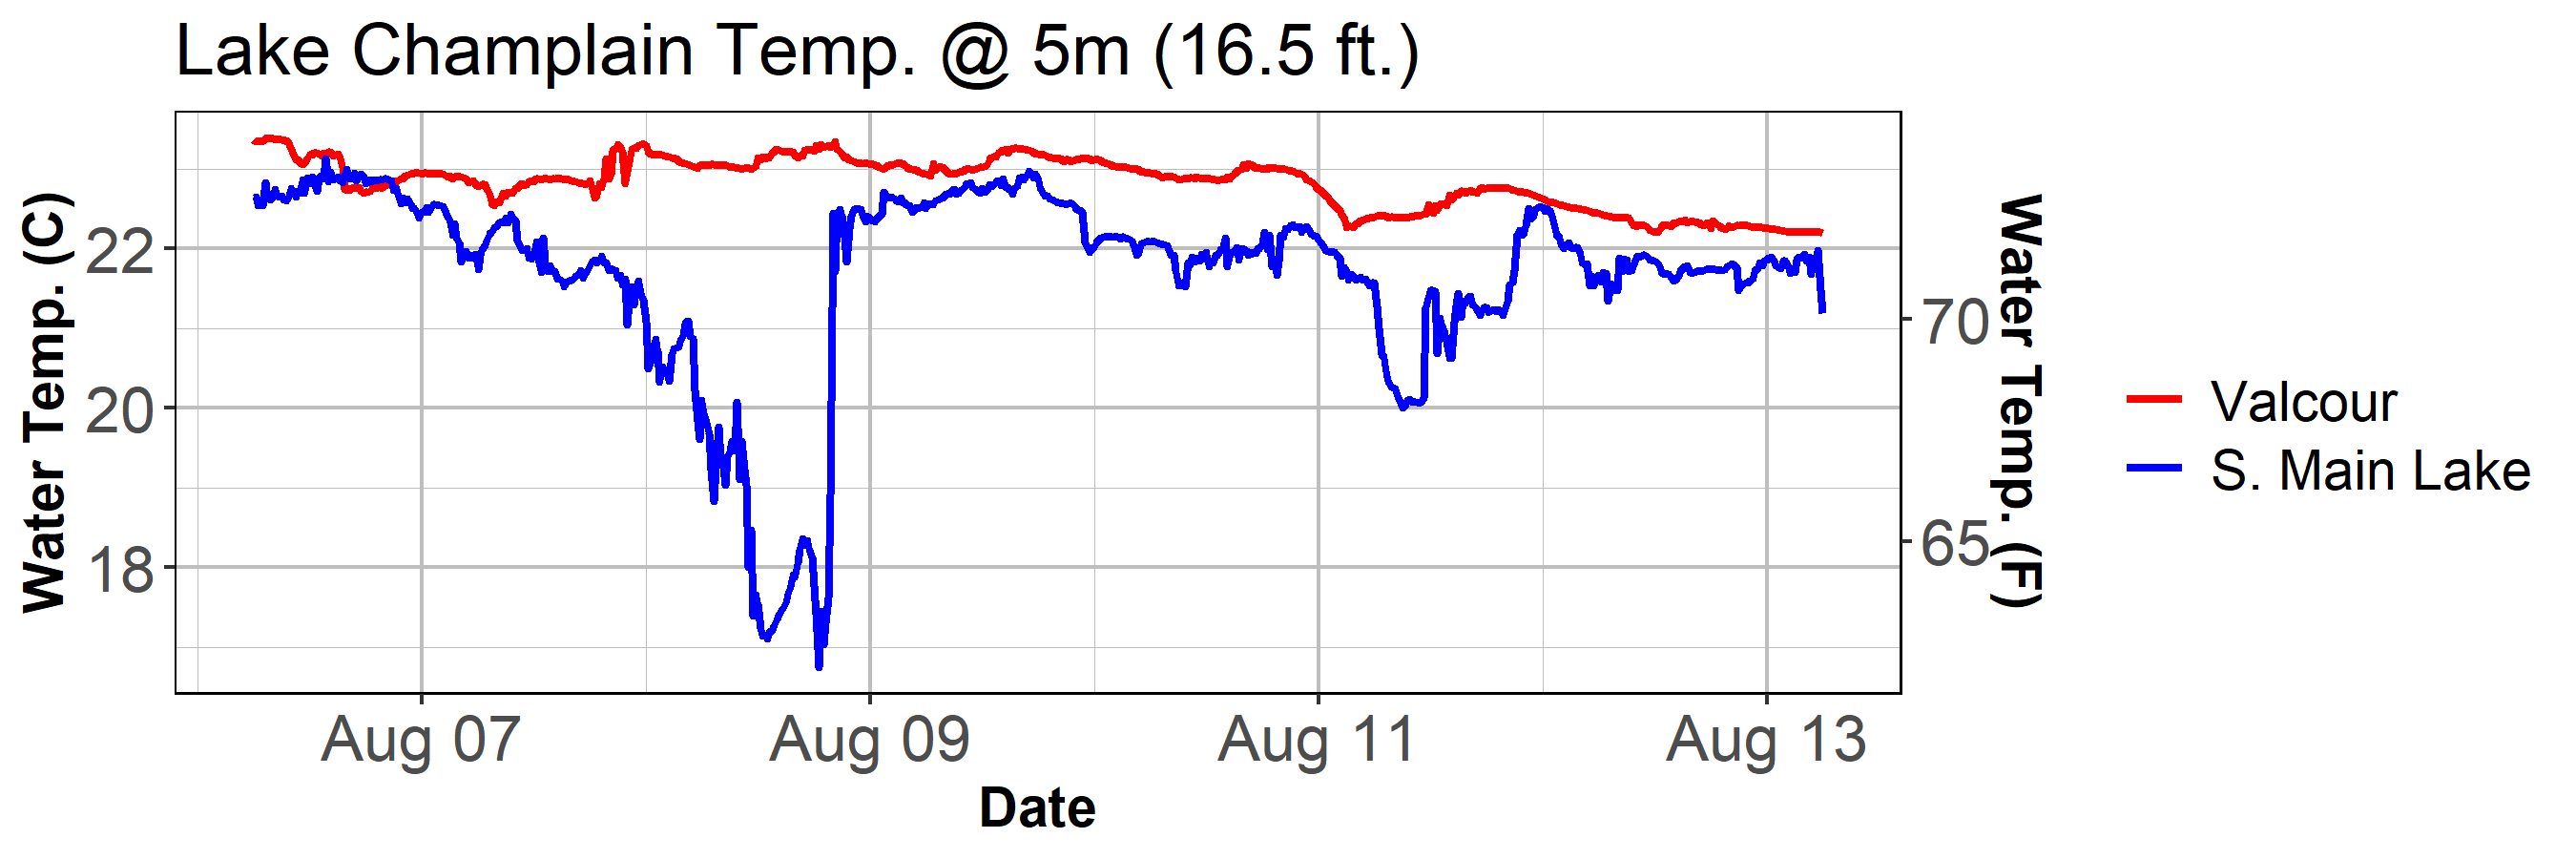 Lake Champlain Temp. @ 5m (16.5 ft.)
Water Temp. (C)
22
20
18
70
65
Water Temp. (F)
Valcour
S. Main Lake
Aug 07
Aug 09
Aug 11
Aug 13
Date